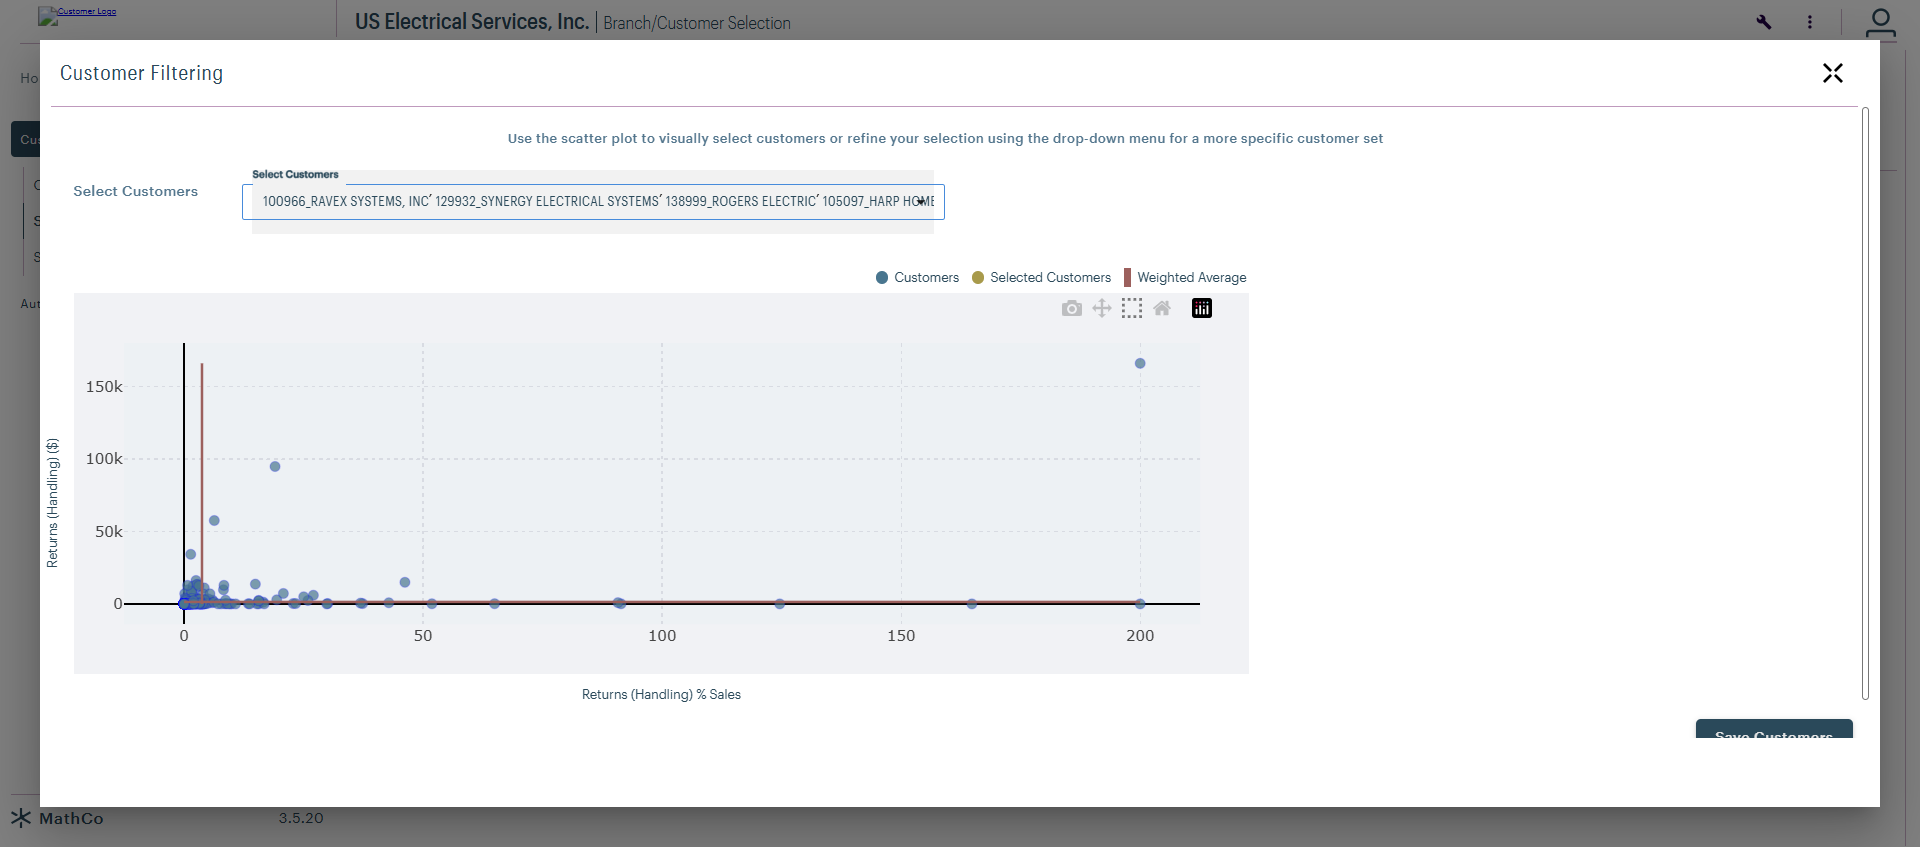 Customer Logo
US Electrical Services, Inc. | Branch/Customer Selection
Customer Filtering
Use the scatter plot to visually select customers or refine your selection using the drop-down menu for a more specific customer set
Select Customers
Select Customers
100966_RAVEX SYSTEMS, INC′ 129932_SYNERGY ELECTRICAL SYSTEMS′ 138999_ROGERS ELECTRIC′ 105097_HARP HOME
Customers
Selected Customers
Weighted Average
150k
100k
50k
0
Returns (Handling) ($)
0
50
100
150
200
Returns (Handling) % Sales
Save Customers
MathCo
3.5.20